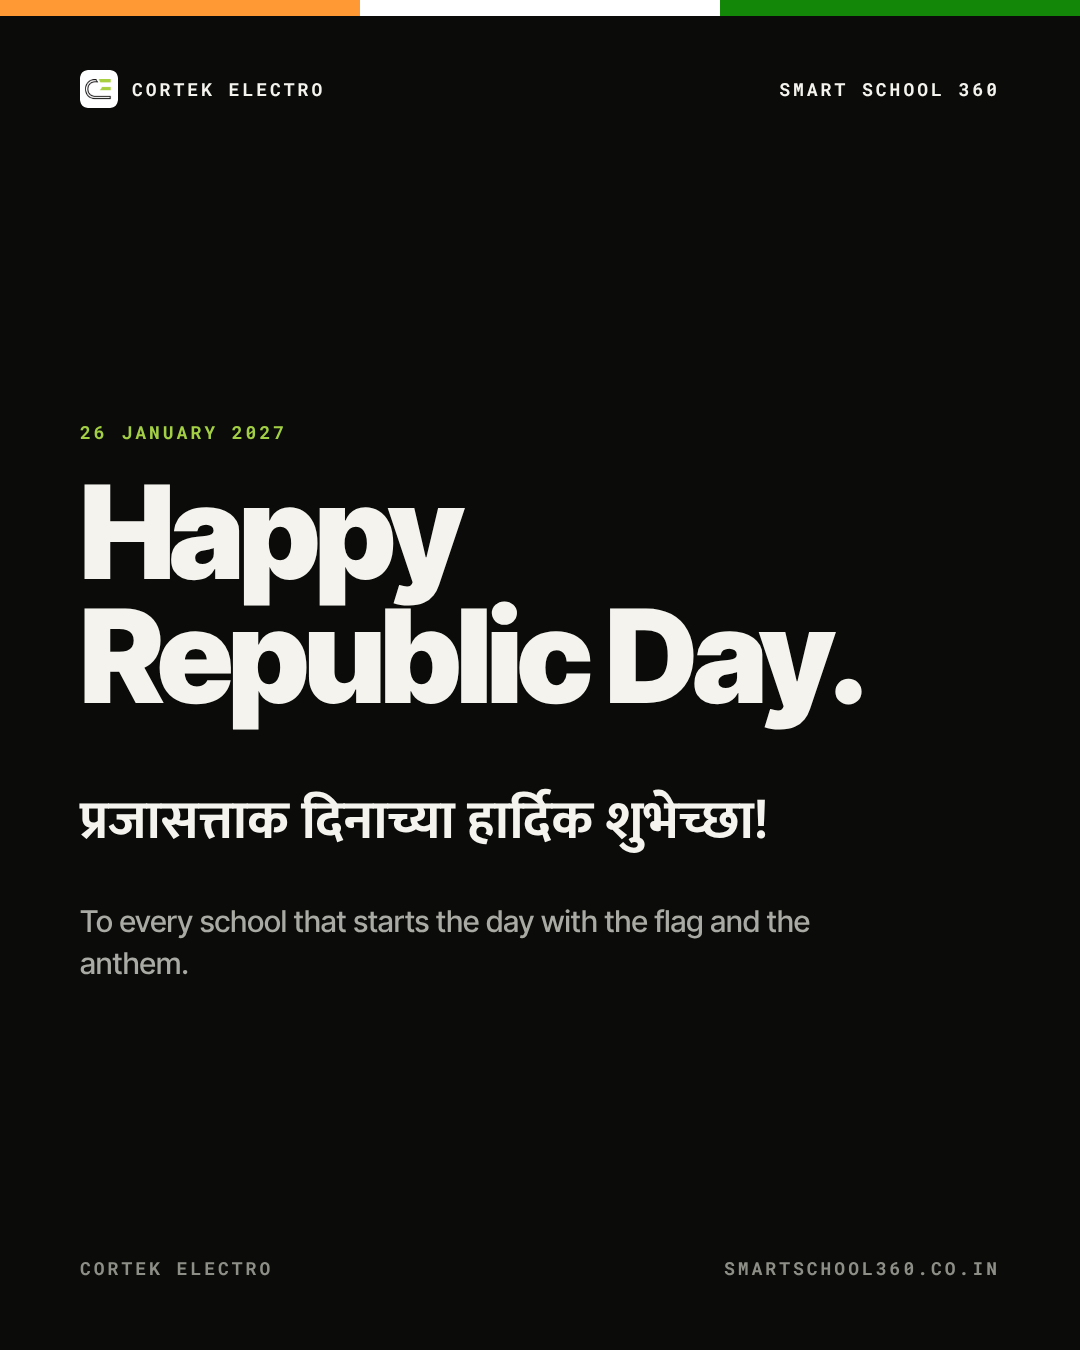 CORTEK ELECTRO
SMART SCHOOL 360
26 JANUARY 2027
Happy
Republic Day.
प्रजासत्ताक दिनाच्या हार्दिक शुभेच्छा!
To every school that starts the day with the flag and the
anthem.
CORTEK ELECTRO
SMARTSCHOOL360.CO.IN